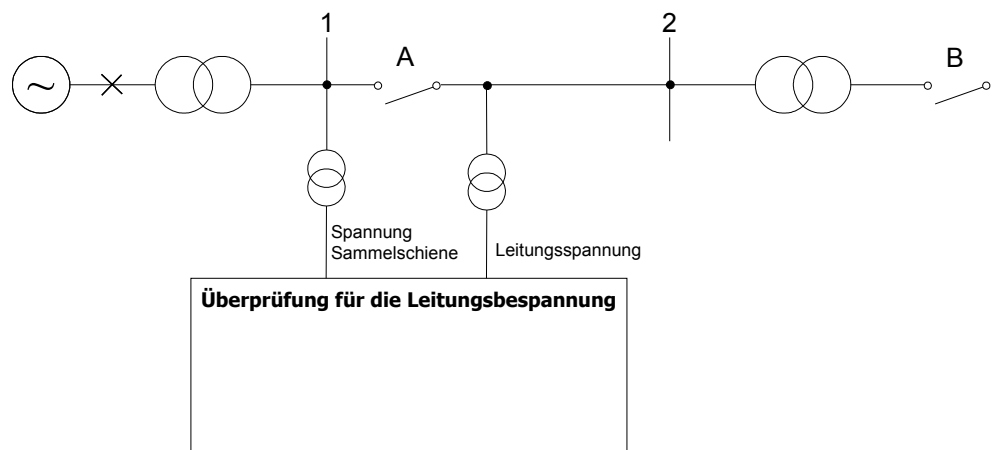 1
2
A
B
Spannung
Sammelschiene
Leitungsspannung
Überprüfung für die Leitungsbespannung